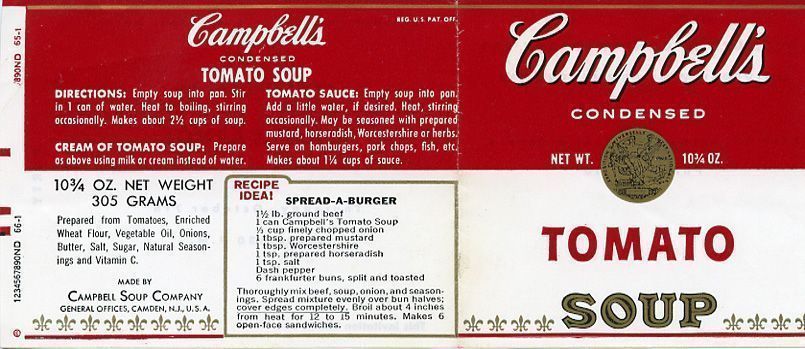 Campbell's
REG. U.S. PAT. OFF.
CONDENSED
TOMATO SOUP
DIRECTIONS: Empty soup into pan. Stir
in 1 can of water. Heat to boiling, stirring
occasionally. Makes about 2½ cups of soup.
CREAM OF TOMATO SOUP: Prepare
as above using milk or cream instead of water.
TOMATO SAUCE: Empty soup into pan.
Add a little water, if desired. Heat, stirring
occasionally. May be seasoned with prepared
mustard, horseradish, Worcestershire or herbs.
Serve on hamburgers, pork chops, fish, etc.
Makes about 1¼ cups of sauce.
7890ND 65-1
10¾ OZ. NET WEIGHT
305 GRAMS
Prepared from Tomatoes, Enriched
Wheat Flour, Vegetable Oil, Onions,
Butter, Salt, Sugar, Natural Season-
ings and Vitamin C.
MADE BY
CAMPBELL SOUP COMPANY
GENERAL OFFICES, CAMDEN, N.J., U.S.A.
1234567890ND 66-1
RECIPE
IDEA!
SPREAD-A-BURGER
1½ lb. ground beef
1 can Campbell's Tomato Soup
⅓ cup finely chopped onion
1 tbsp. prepared mustard
1 tbsp. Worcestershire
1 tsp. prepared horseradish
1 tsp. salt
Dash pepper
6 frankfurter buns, split and toasted
Thoroughly mix beef, soup, onion, and season-
ings. Spread mixture evenly over bun halves;
cover edges completely. Broil about 4 inches
from heat for 12 to 15 minutes. Makes 6
open-face sandwiches.
Campbell's
CONDENSED
NET WT. 10¾ OZ.
TOMATO
SOUP